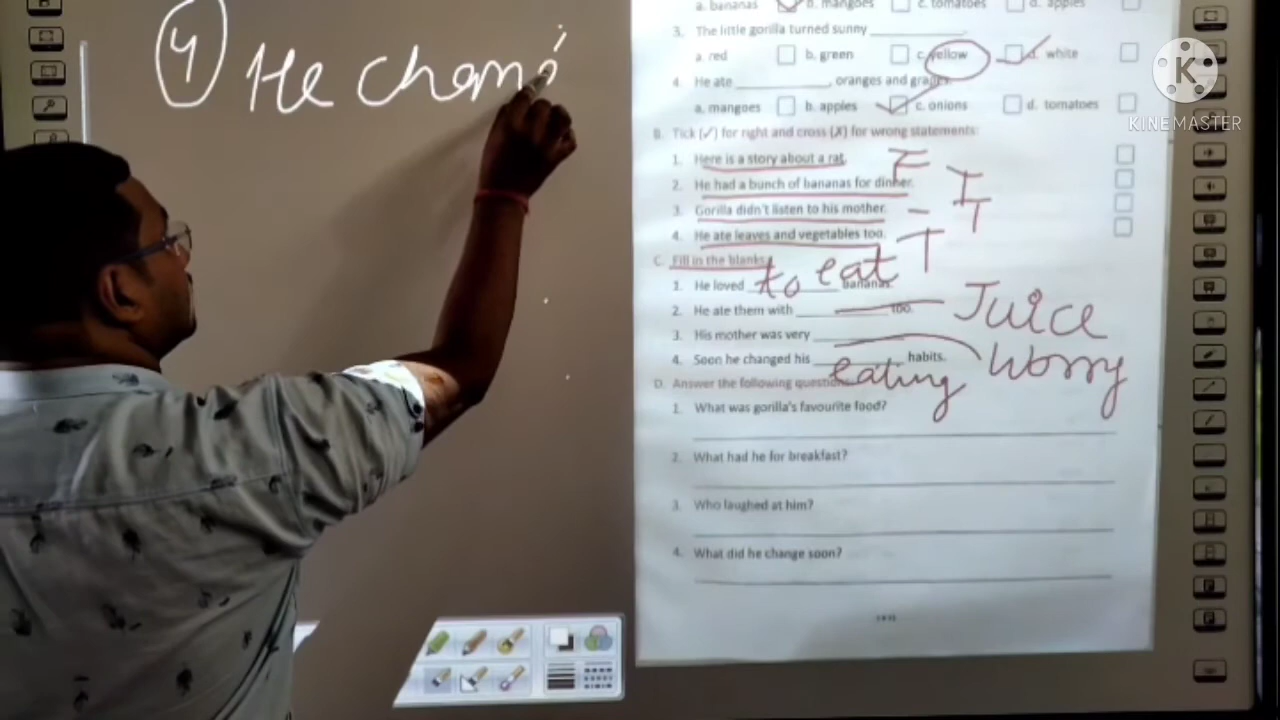 4 He chan
a. bananas b. mangoes c. tomatoes d. apples
3. The little gorilla turned sunny
a. red b. green c. yellow d. white
4. He ate , oranges and grapes.
a. mangoes b. apples c. onions d. tomatoes
B. Tick (✓) for right and cross (X) for wrong statements:
1. Here is a story about a rat. F
2. He had a bunch of bananas for dinner. T
3. Gorilla didn't listen to his mother. T
4. He ate leaves and vegetables too. T
C. Fill in the blanks:
1. He loved to eat bananas.
2. He ate them with too. Juice
3. His mother was very Worry
4. Soon he changed his eating habits.
D. Answer the following questions
1. What was gorilla's favourite food?
2. What had he for breakfast?
3. Who laughed at him?
4. What did he change soon?
K
KINEMASTER